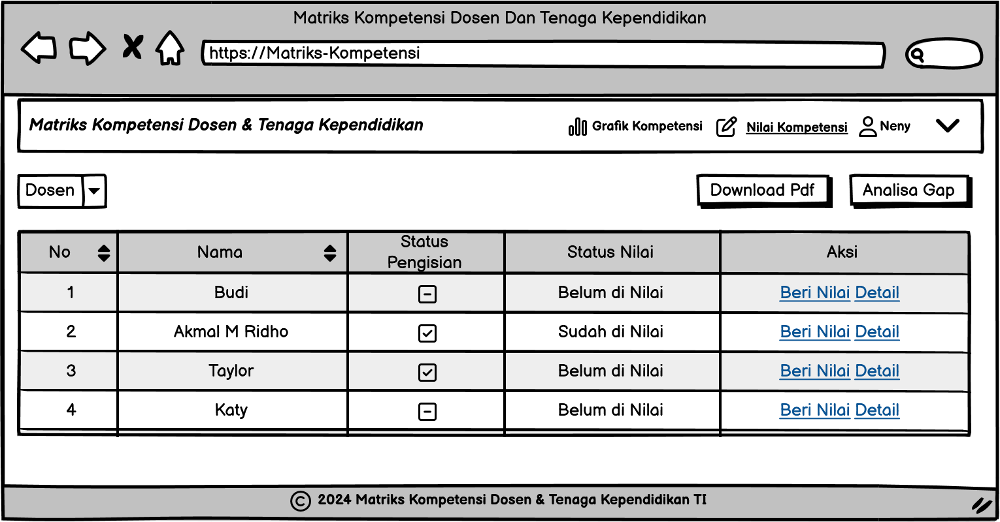 Matriks Kompetensi Dosen Dan Tenaga Kependidikan
https://Matriks-Kompetensi
Matriks Kompetensi Dosen & Tenaga Kependidikan
Grafik Kompetensi Nilai Kompetensi Neny
Dosen Download Pdf Analisa Gap
No Nama Status Pengisian Status Nilai Aksi
1 Budi Belum di Nilai Beri Nilai Detail
2 Akmal M Ridho Sudah di Nilai Beri Nilai Detail
3 Taylor Belum di Nilai Beri Nilai Detail
4 Katy Belum di Nilai Beri Nilai Detail
© 2024 Matriks Kompetensi Dosen & Tenaga Kependidikan TI